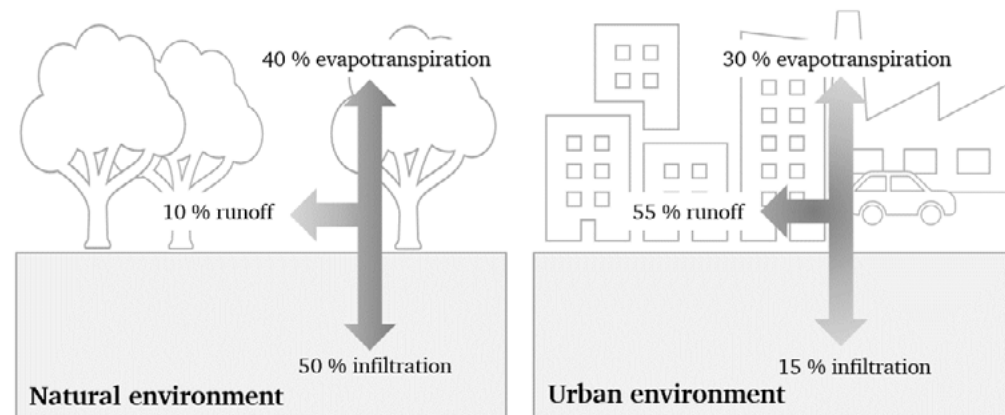 40 % evapotranspiration
10 % runoff
50 % infiltration
Natural environment
30 % evapotranspiration
55 % runoff
15 % infiltration
Urban environment